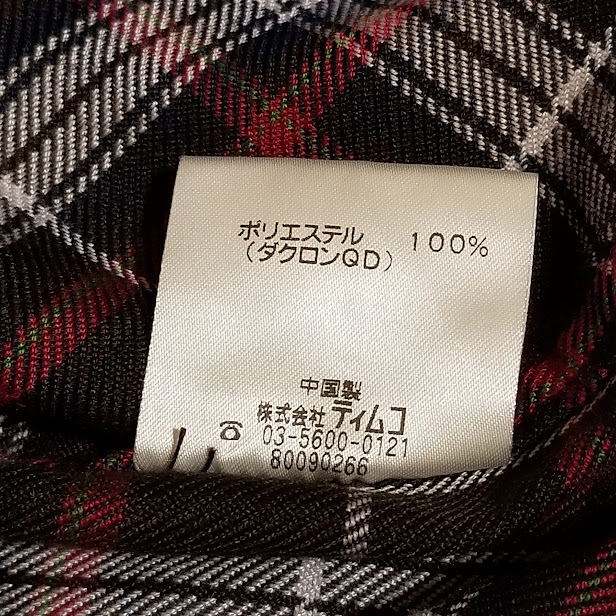 ポリエステル 100%
(ダクロンQD)
中国製
株式会社 ティムコ
☎ 03-5600-0121
80090266